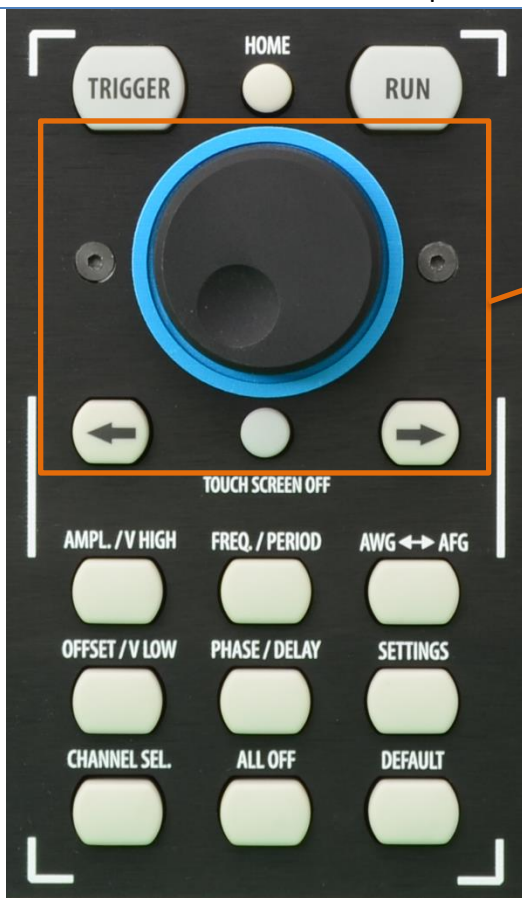 HOME
TRIGGER
RUN
TOUCH SCREEN OFF
AMPL. / V HIGH
FREQ. / PERIOD
AWG ↔ AFG
OFFSET / V LOW
PHASE / DELAY
SETTINGS
CHANNEL SEL.
ALL OFF
DEFAULT